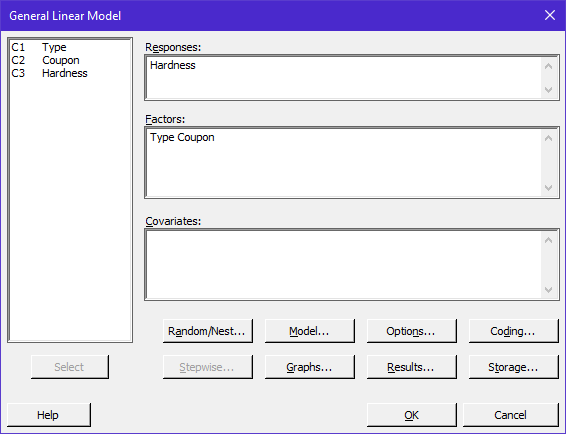 General Linear Model
C1 Type
C2 Coupon
C3 Hardness
Responses:
Hardness
Factors:
Type Coupon
Covariates:
Random/Nest... Model... Options... Coding...
Select Stepwise... Graphs... Results... Storage...
Help OK Cancel